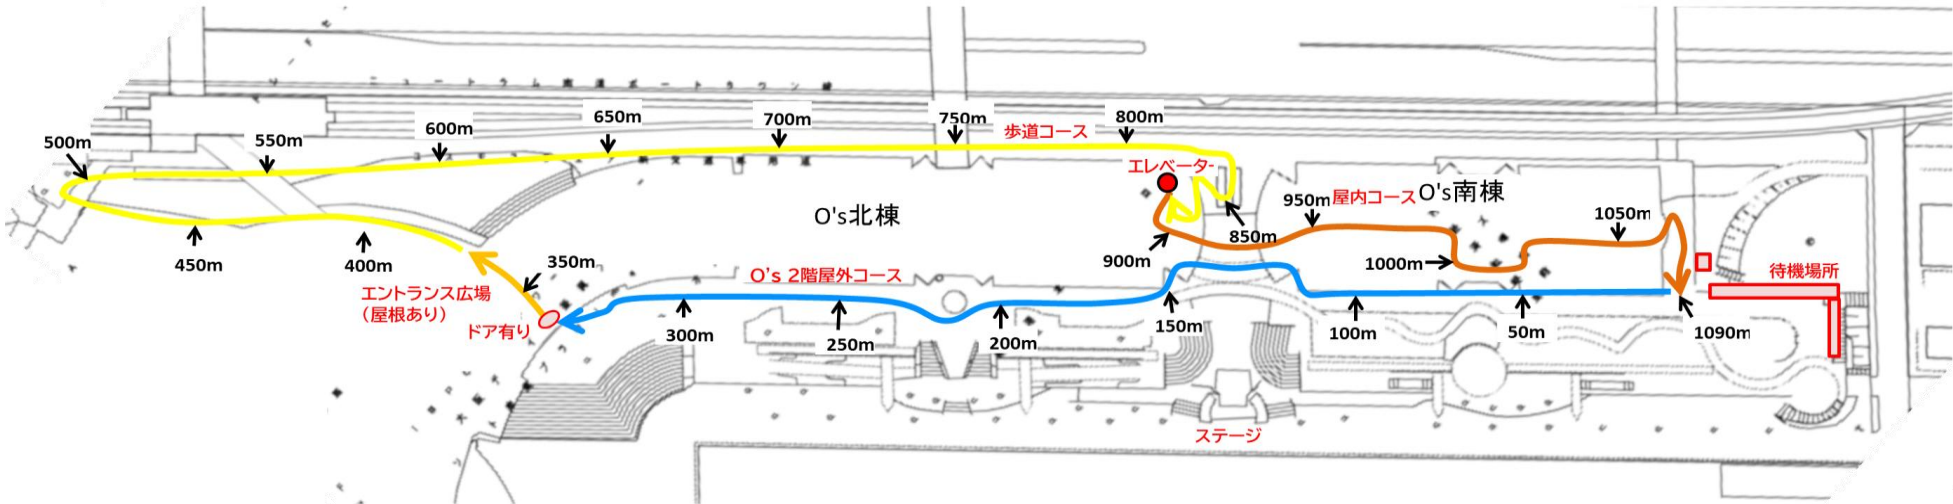 500m
550m
600m
650m
700m
750m
800m
歩道コース
エレベーター
O's北棟
950m
屋内コース
O's南棟
1050m
850m
900m
1000m
待機場所
450m
400m
350m
エントランス広場
（屋根あり）
ドア有り
O’s 2階屋外コース
300m
250m
200m
150m
100m
50m
1090m
ステージ